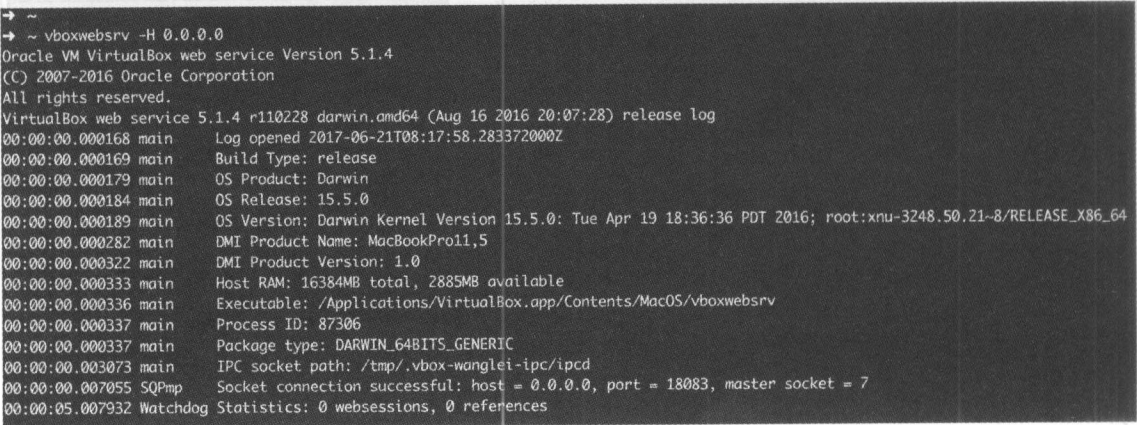 ➜ ~
➜ ~ vboxwebsrv -H 0.0.0.0
Oracle VM VirtualBox web service Version 5.1.4
(C) 2007-2016 Oracle Corporation
All rights reserved.
VirtualBox web service 5.1.4 r110228 darwin.amd64 (Aug 16 2016 20:07:28) release log
00:00:00.000168 main Log opened 2017-06-21T08:17:58.283372000Z
00:00:00.000169 main Build Type: release
00:00:00.000179 main OS Product: Darwin
00:00:00.000184 main OS Release: 15.5.0
00:00:00.000189 main OS Version: Darwin Kernel Version 15.5.0: Tue Apr 19 18:36:36 PDT 2016; root:xnu-3248.50.21~8/RELEASE_X86_64
00:00:00.000282 main DMI Product Name: MacBookPro11,5
00:00:00.000322 main DMI Product Version: 1.0
00:00:00.000333 main Host RAM: 16384MB total, 2885MB available
00:00:00.000336 main Executable: /Applications/VirtualBox.app/Contents/MacOS/vboxwebsrv
00:00:00.000337 main Process ID: 87306
00:00:00.000337 main Package type: DARWIN_64BITS_GENERIC
00:00:00.003073 main IPC socket path: /tmp/.vbox-wanglei-ipc/ipcd
00:00:00.007055 SQPmp Socket connection successful: host = 0.0.0.0, port = 18083, master socket = 7
00:00:05.007932 Watchdog Statistics: 0 websessions, 0 references